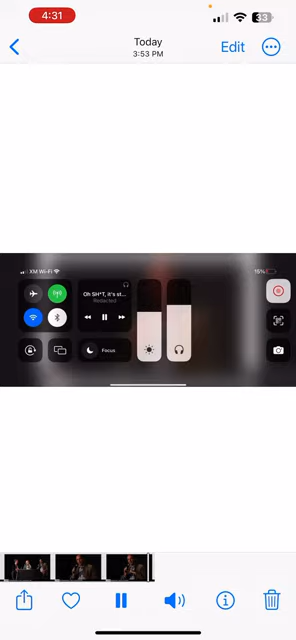 4:31
33
Today
3:53 PM
Edit
XM Wi-Fi
15%
Oh SH*T, it's st...
Redacted
Focus